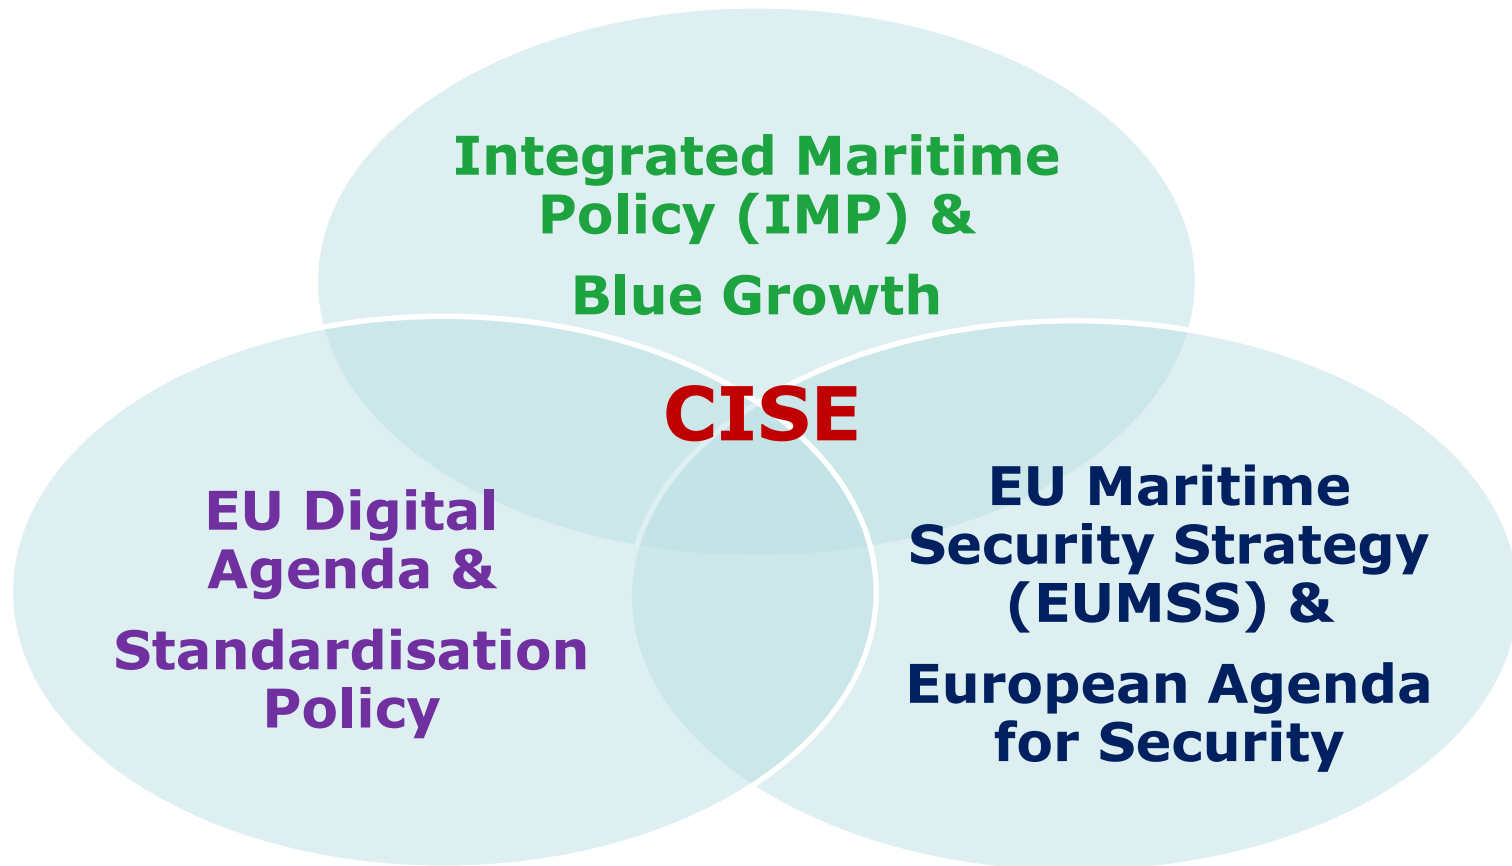 Integrated Maritime
Policy (IMP) &
Blue Growth
CISE
EU Digital
Agenda &
Standardisation
Policy
EU Maritime
Security Strategy
(EUMSS) &
European Agenda
for Security